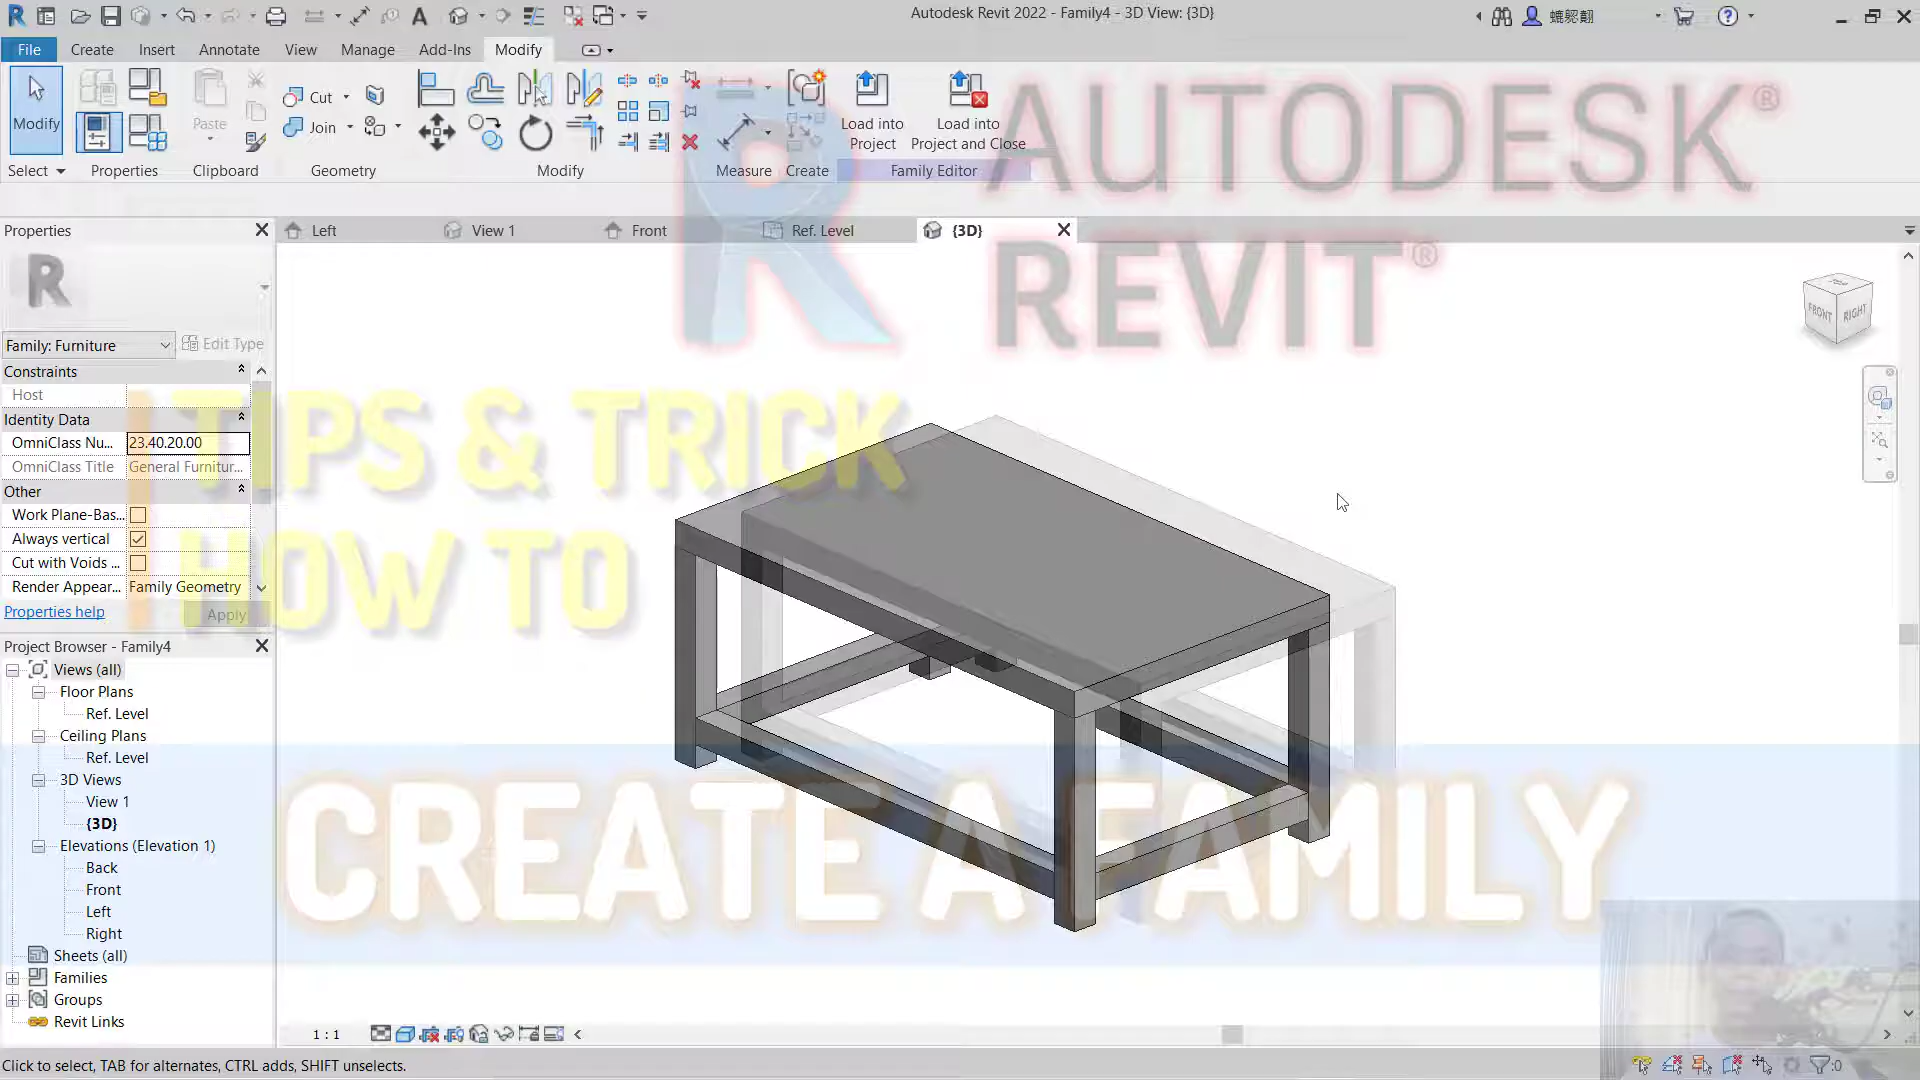 Autodesk Revit 2022 - Family4 - 3D View: {3D}
File Create Insert Annotate View Manage Add-Ins Modify
Modify
Paste
Cut
Join
Load into
Project
Load into
Project and Close
Select Properties Clipboard Geometry Modify Measure Create Family Editor
AUTODESK®
REVIT®
Properties
Left View 1 Front Ref. Level {3D}
R
Family: Furniture
Edit Type
Constraints
Host
Identity Data
OmniClass Nu... 23.40.20.00
OmniClass Title General Furnitur...
Other
Work Plane-Bas...
Always vertical
Cut with Voids ...
Render Appear... Family Geometry
Properties help
Apply
TIPS & TRICK
HOW TO
FRONT RIGHT
Project Browser - Family4
Views (all)
Floor Plans
Ref. Level
Ceiling Plans
Ref. Level
3D Views
View 1
{3D}
Elevations (Elevation 1)
Back
Front
Left
Right
Sheets (all)
Families
Groups
Revit Links
CREATE A FAMILY
1 : 1
Click to select, TAB for alternates, CTRL adds, SHIFT unselects.
:0